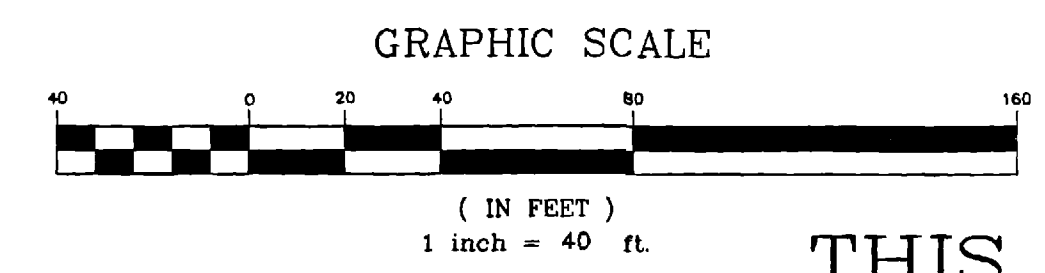 GRAPHIC SCALE
40 0 20 40 80 160
( IN FEET )
1 inch = 40 ft.
THIS